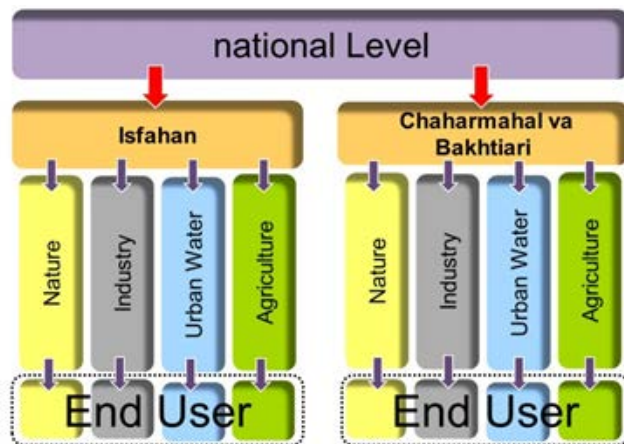 national Level
Isfahan
Chaharmahal va
Bakhtiari
Nature
Industry
Urban Water
Agriculture
Nature
Industry
Urban Water
Agriculture
End User
End User